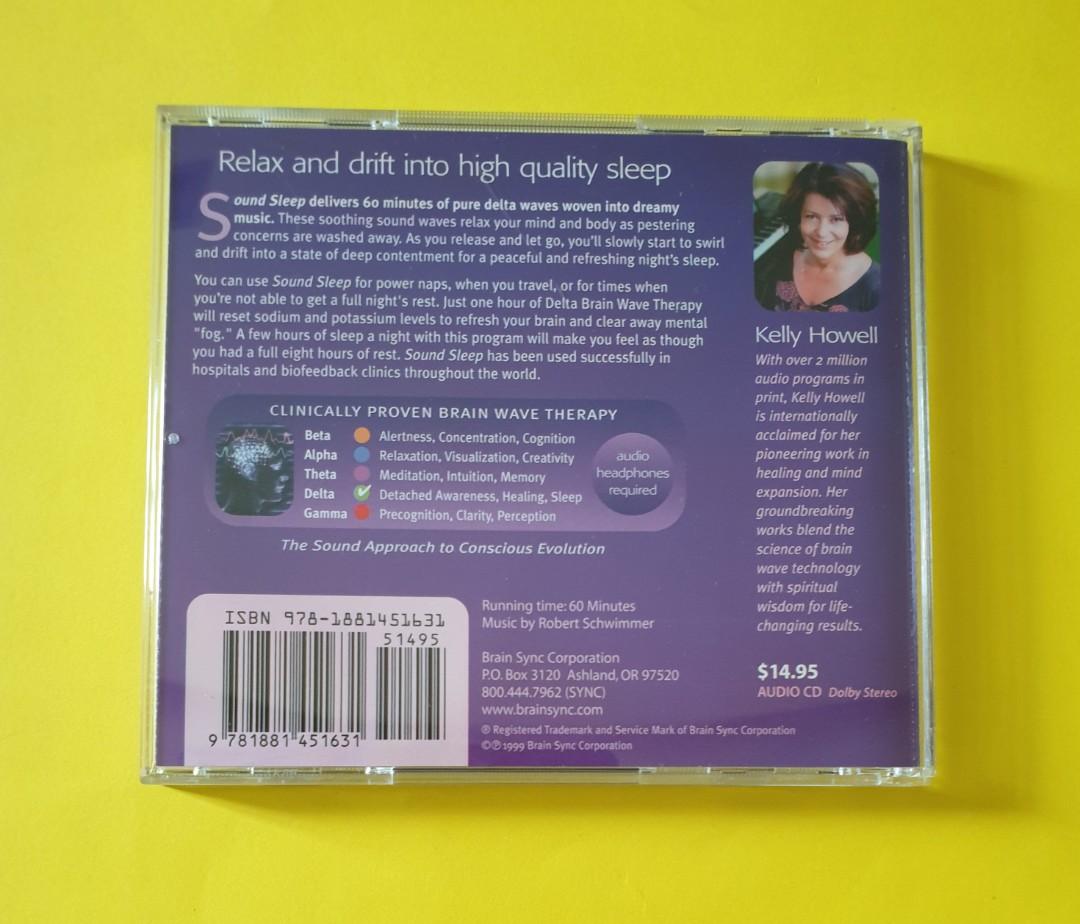 Relax and drift into high quality sleep
Sound Sleep delivers 60 minutes of pure delta waves woven into dreamy
music. These soothing sound waves relax your mind and body as pestering
concerns are washed away. As you release and let go, you'll slowly start to swirl
and drift into a state of deep contentment for a peaceful and refreshing night's sleep.
You can use Sound Sleep for power naps, when you travel, or for times when
you're not able to get a full night's rest. Just one hour of Delta Brain Wave Therapy
will reset sodium and potassium levels to refresh your brain and clear away mental
"fog." A few hours of sleep a night with this program will make you feel as though
you had a full eight hours of rest. Sound Sleep has been used successfully in
hospitals and biofeedback clinics throughout the world.
CLINICALLY PROVEN BRAIN WAVE THERAPY
Beta Alertness, Concentration, Cognition
Alpha Relaxation, Visualization, Creativity
Theta Meditation, Intuition, Memory
Delta Detached Awareness, Healing, Sleep
Gamma Precognition, Clarity, Perception
audio
headphones
required
The Sound Approach to Conscious Evolution
Kelly Howell
With over 2 million
audio programs in
print, Kelly Howell
is internationally
acclaimed for her
pioneering work in
healing and mind
expansion. Her
groundbreaking
works blend the
science of brain
wave technology
with spiritual
wisdom for life-
changing results.
$14.95
AUDIO CD Dolby Stereo
ISBN 978-1881451631
51495
9 781881 451631
Running time: 60 Minutes
Music by Robert Schwimmer
Brain Sync Corporation
P.O. Box 3120 Ashland, OR 97520
800.444.7962 (SYNC)
www.brainsync.com
® Registered Trademark and Service Mark of Brain Sync Corporation
©℗ 1999 Brain Sync Corporation